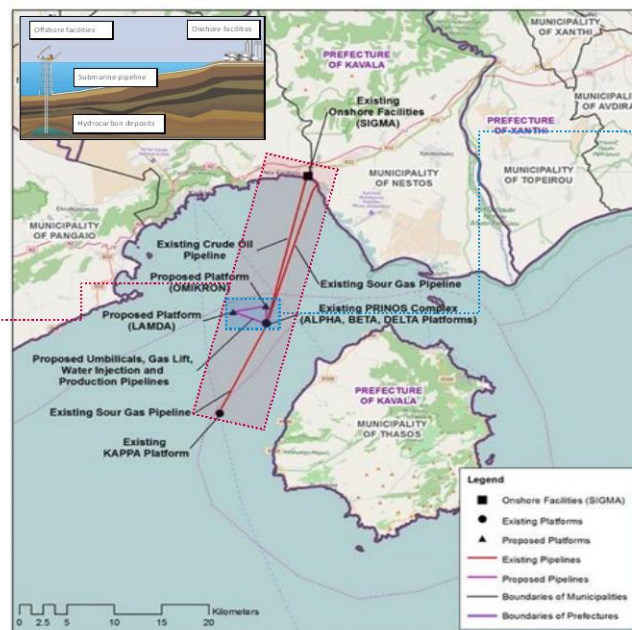 Offshore facilities
Onshore facilities
Submarine pipeline
Hydrocarbon deposits
MUNICIPALITY
OF XANTHI
PREFECTURE
OF KAVALA
MUNICIPALITY
OF AVDIRA
Existing
Onshore Facilities
(SIGMA)
PREFECTURE
OF XANTHI
MUNICIPALITY
OF NESTOS
MUNICIPALITY
OF TOPEIROU
MUNICIPALITY
OF PANGAIO
Existing Crude Oil
Pipeline
Proposed Platform
(OMIKRON)
Existing Sour Gas Pipeline
Proposed Platform
(LAMDA)
Existing PRINOS Complex
(ALPHA, BETA, DELTA Platforms)
Proposed Umbilicals, Gas Lift,
Water Injection and
Production Pipelines
PREFECTURE
OF KAVALA
Existing Sour Gas Pipeline
MUNICIPALITY
OF THASOS
Existing
KAPPA Platform
Legend
Onshore Facilities (SIGMA)
Existing Platforms
Proposed Platforms
Existing Pipelines
Proposed Pipelines
Boundaries of Municipalities
Boundaries of Prefectures
Kilometers
0 2.5 5 10 15 20